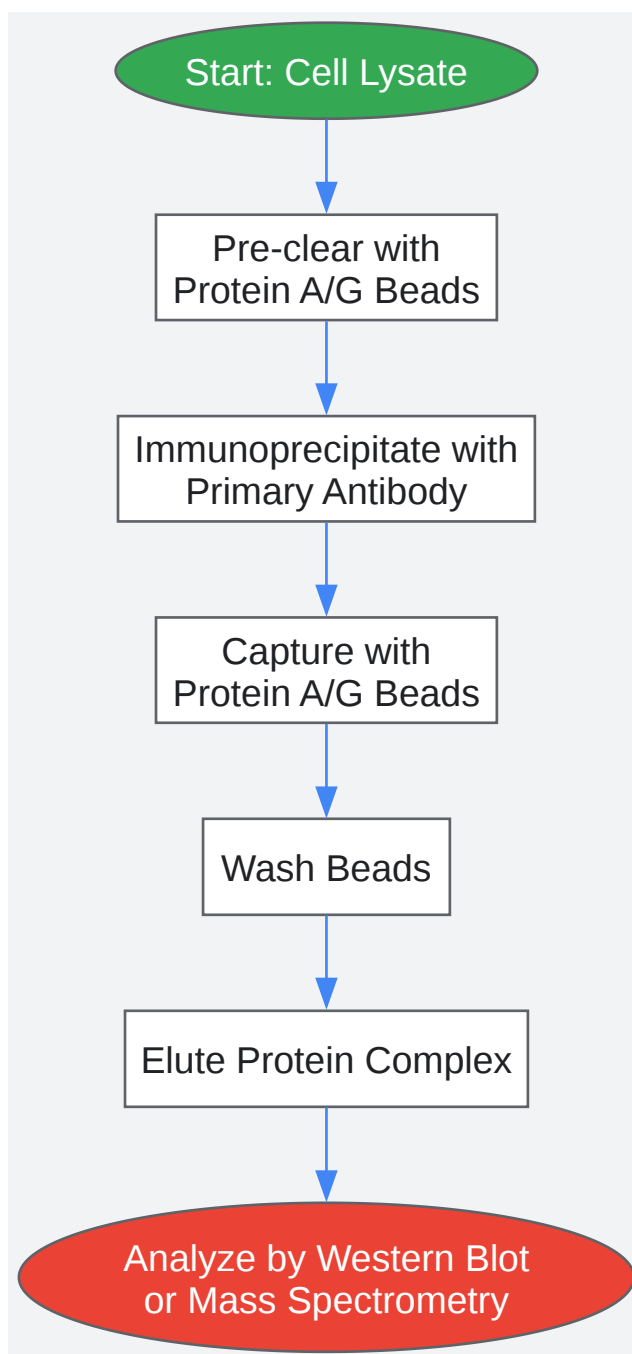 Start: Cell Lysate
Pre-clear with
Protein A/G Beads
Immunoprecipitate with
Primary Antibody
Capture with
Protein A/G Beads
Wash Beads
Elute Protein Complex
Analyze by Western Blot
or Mass Spectrometry